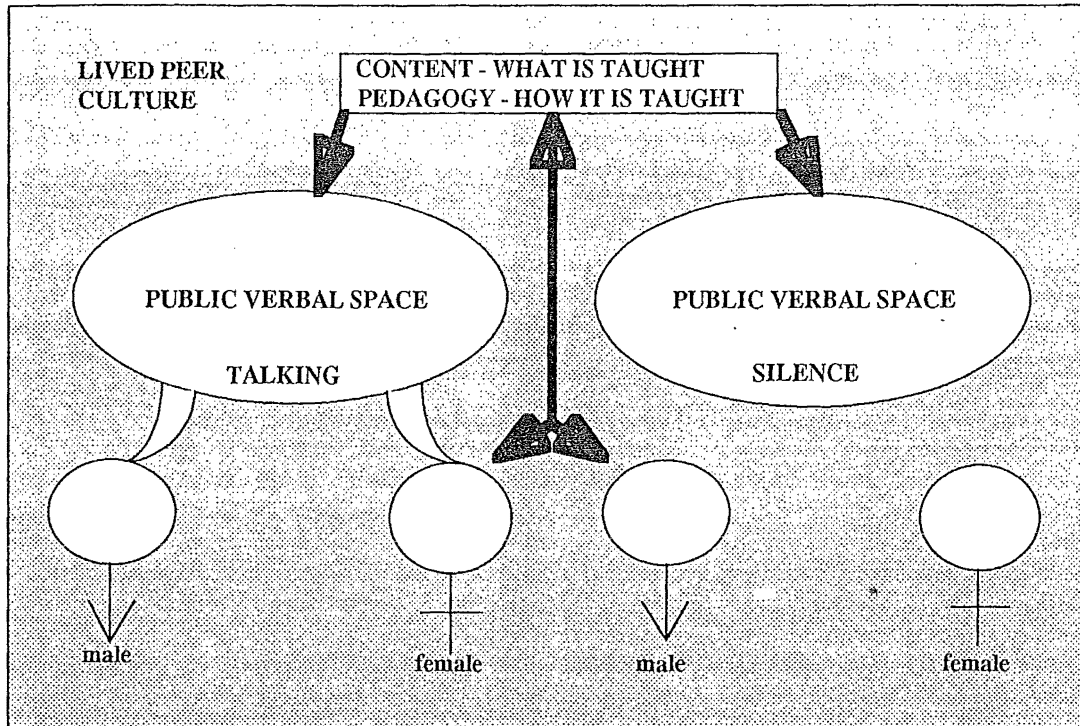 LIVED PEER
CULTURE
CONTENT - WHAT IS TAUGHT
PEDAGOGY - HOW IT IS TAUGHT
PUBLIC VERBAL SPACE
TALKING
PUBLIC VERBAL SPACE
SILENCE
male
female
male
female